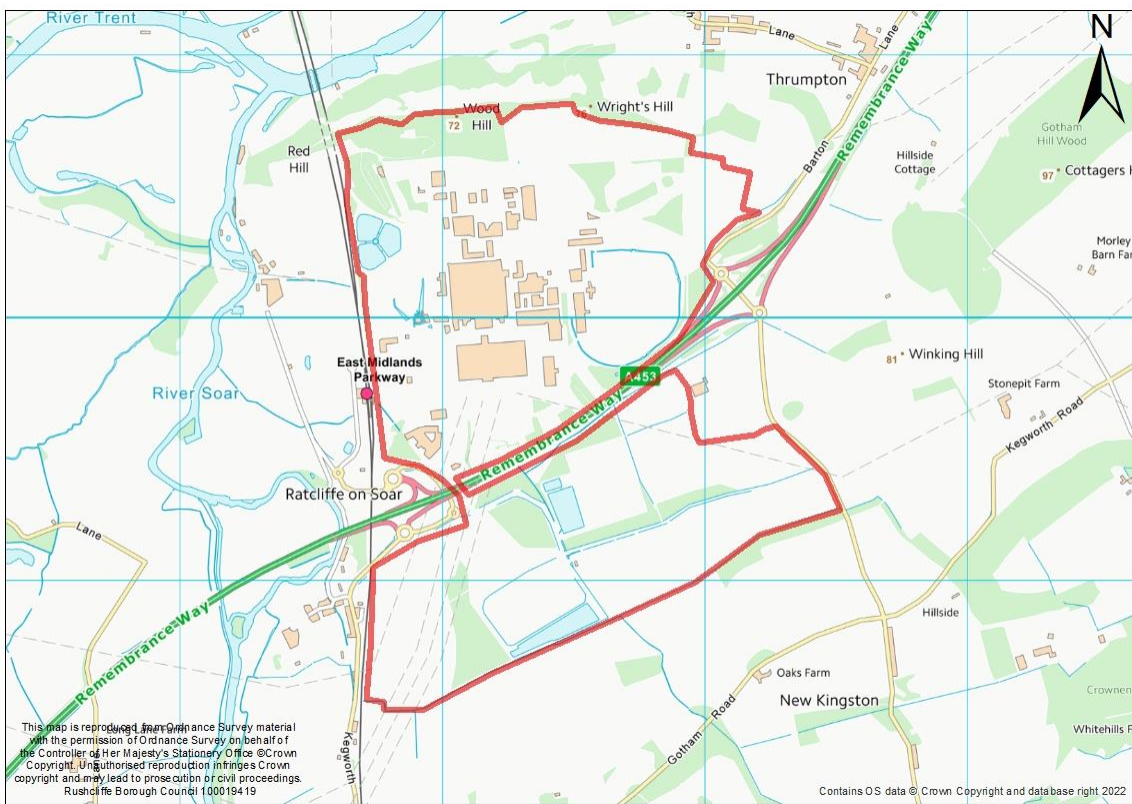 River Trent
N
Lane
Lane
Thrumpton
Remembrance-Way
Wood
Hill
72
Wright's Hill
Barton
Gotham
Hill Wood
Red
Hill
Hillside
Cottage
97
Cottagers H
Morley
Barn Far
East Midlands
Parkway
A453
81
Winking Hill
River Soar
Stonepit Farm
Kegworth Road
Remembrance-Way
Ratcliffe on Soar
Lane
Remembrance-Way
Hillside
Oaks Farm
New Kingston
Crownen
Gotham Road
Whitehills F
Kegworth
This map is reproduced from Ordnance Survey material
with the permission of Ordnance Survey on behalf of
the Controller of Her Majesty's Stationery Office ©Crown
Copyright. Unauthorised reproduction infringes Crown
copyright and may lead to prosecution or civil proceedings.
Rushcliffe Borough Council 100019419
Contains OS data © Crown Copyright and database right 2022